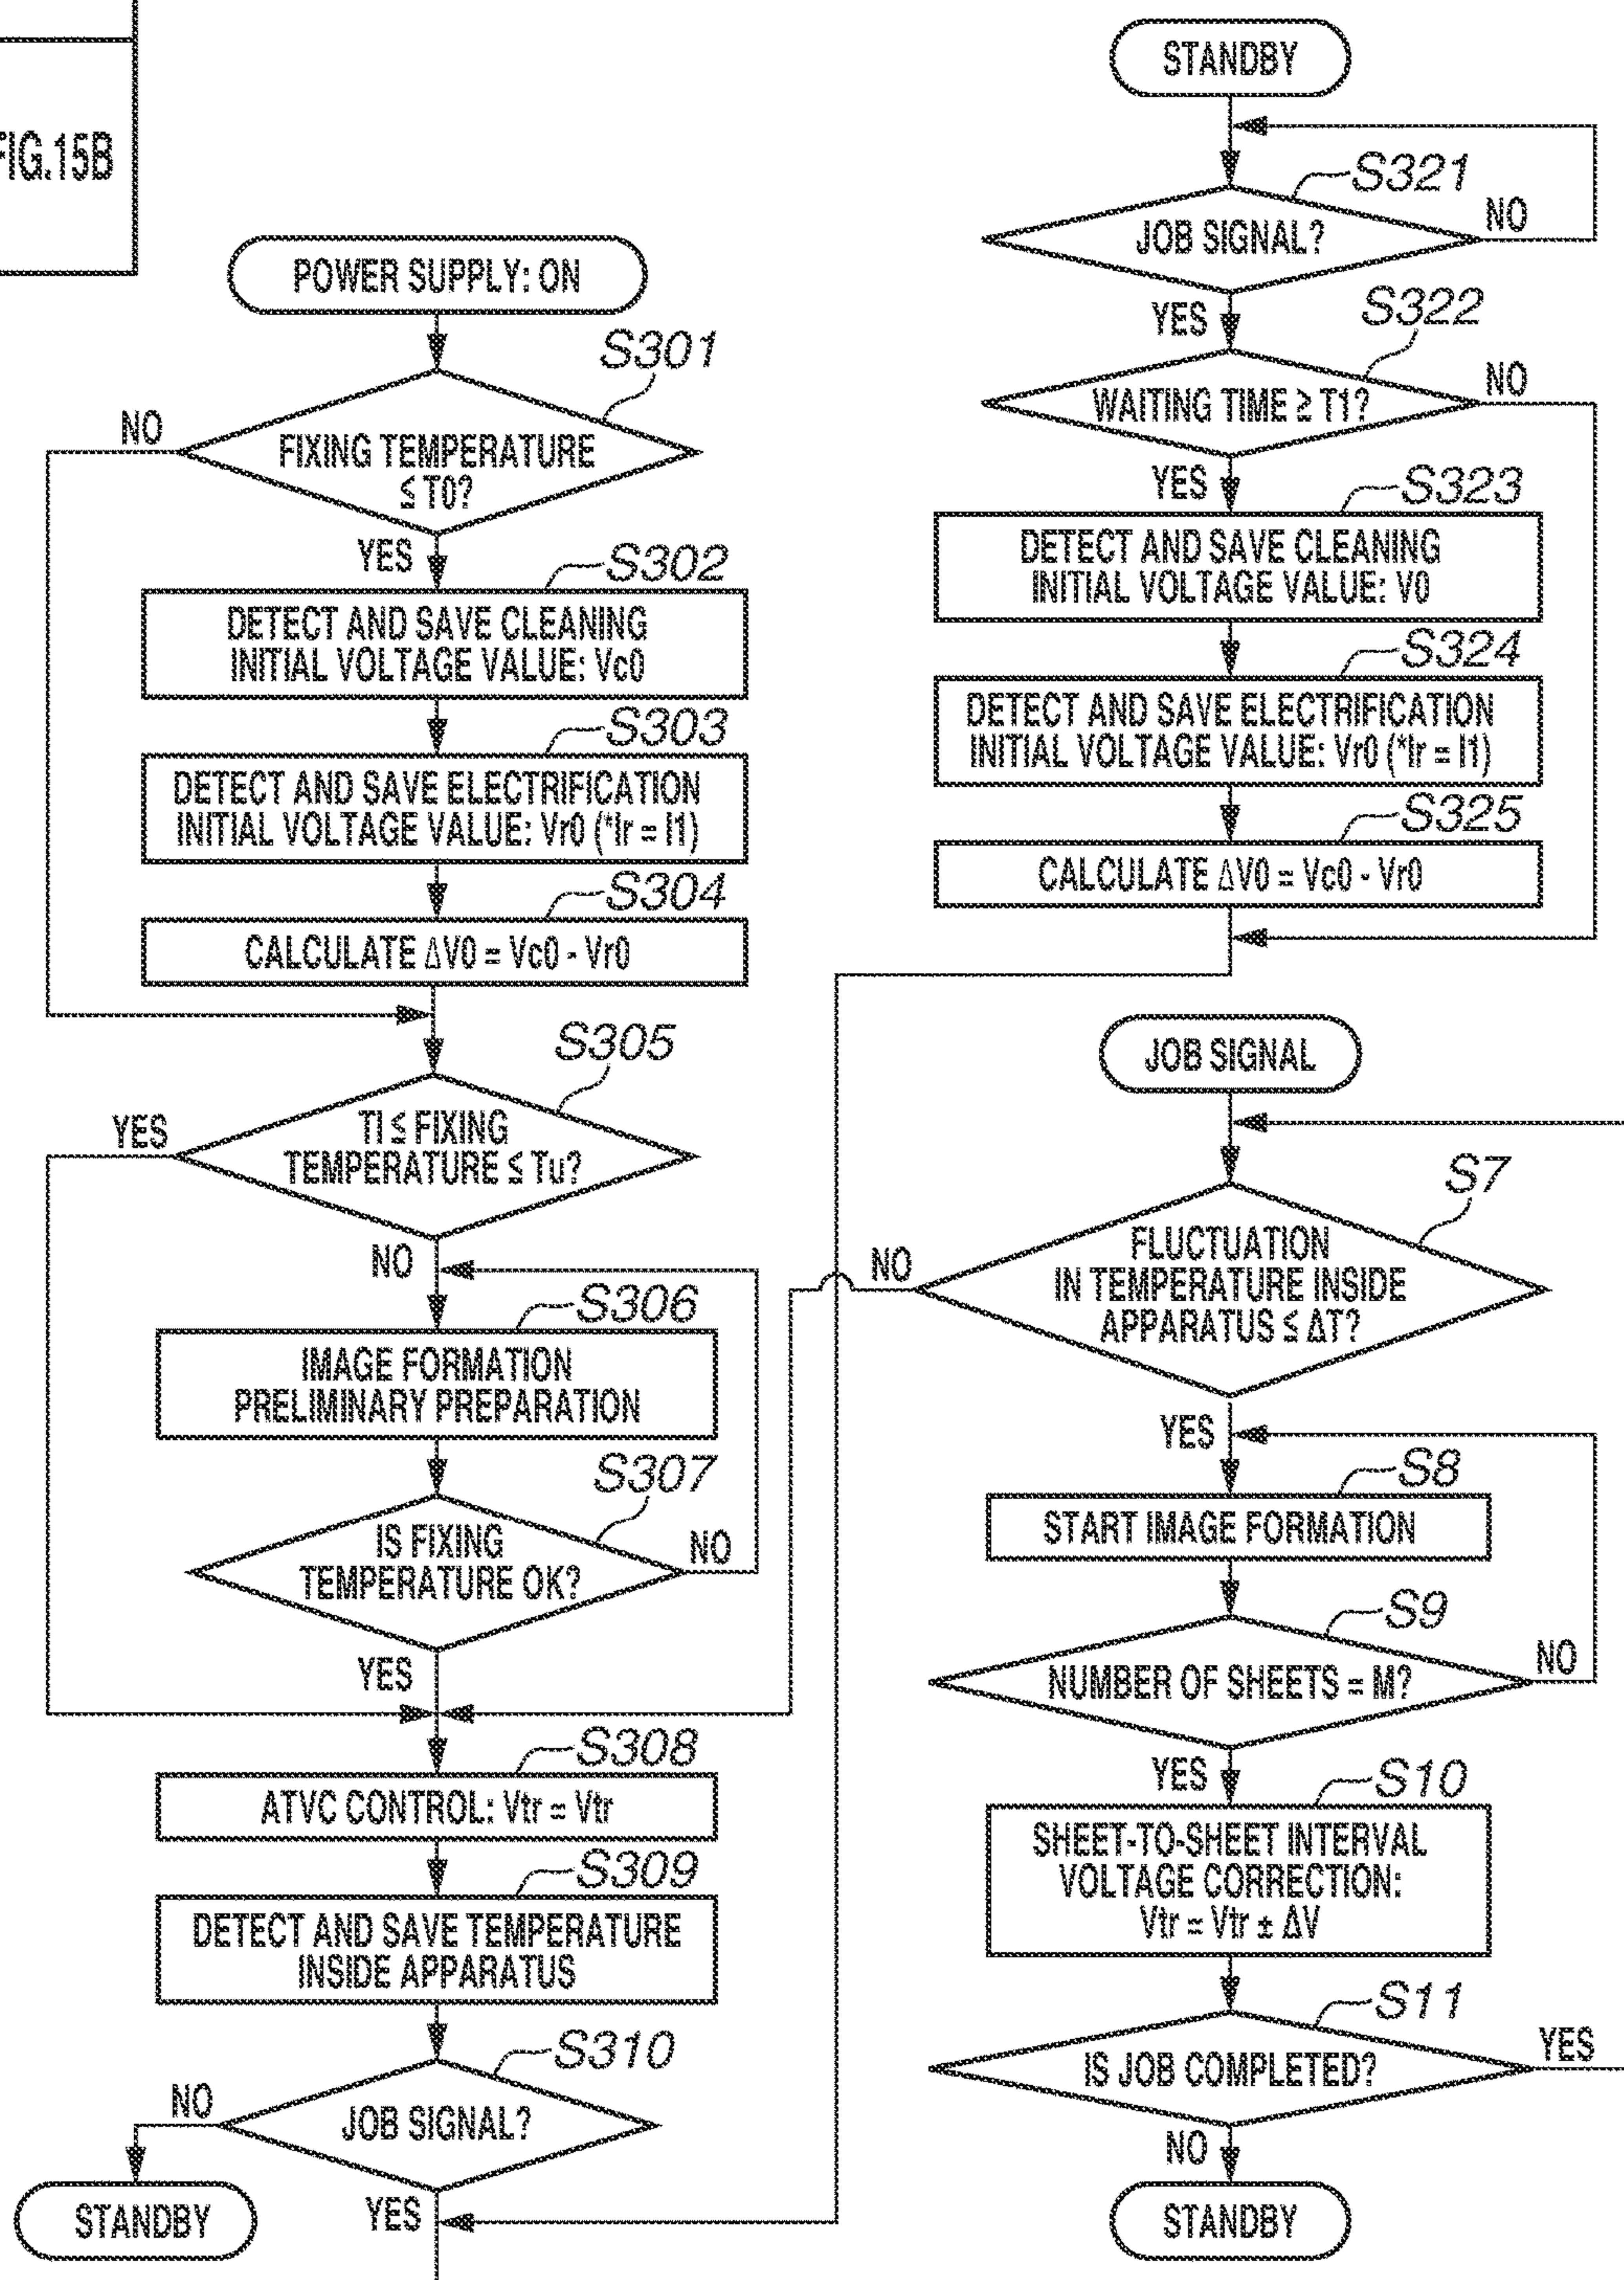 FIG.15B
POWER SUPPLY: ON
S301
FIXING TEMPERATURE
≤ T0?
NO
YES
S302
DETECT AND SAVE CLEANING
INITIAL VOLTAGE VALUE: Vc0
S303
DETECT AND SAVE ELECTRIFICATION
INITIAL VOLTAGE VALUE: Vr0 (*Ir = I1)
S304
CALCULATE ΔV0 = Vc0 - Vr0
S305
TI ≤ FIXING
TEMPERATURE ≤ Tu?
YES
NO
S306
IMAGE FORMATION
PRELIMINARY PREPARATION
S307
IS FIXING
TEMPERATURE OK?
NO
YES
S308
ATVC CONTROL: Vtr = Vtr
S309
DETECT AND SAVE TEMPERATURE
INSIDE APPARATUS
S310
JOB SIGNAL?
NO
STANDBY
YES
STANDBY
S321
JOB SIGNAL?
NO
YES
S322
WAITING TIME ≥ T1?
NO
YES
S323
DETECT AND SAVE CLEANING
INITIAL VOLTAGE VALUE: V0
S324
DETECT AND SAVE ELECTRIFICATION
INITIAL VOLTAGE VALUE: Vr0 (*Ir = I1)
S325
CALCULATE ΔV0 = Vc0 - Vr0
JOB SIGNAL
S7
FLUCTUATION
IN TEMPERATURE INSIDE
APPARATUS ≤ ΔT?
NO
YES
S8
START IMAGE FORMATION
S9
NUMBER OF SHEETS = M?
NO
YES
S10
SHEET-TO-SHEET INTERVAL
VOLTAGE CORRECTION:
Vtr = Vtr ± ΔV
S11
IS JOB COMPLETED?
YES
NO
STANDBY